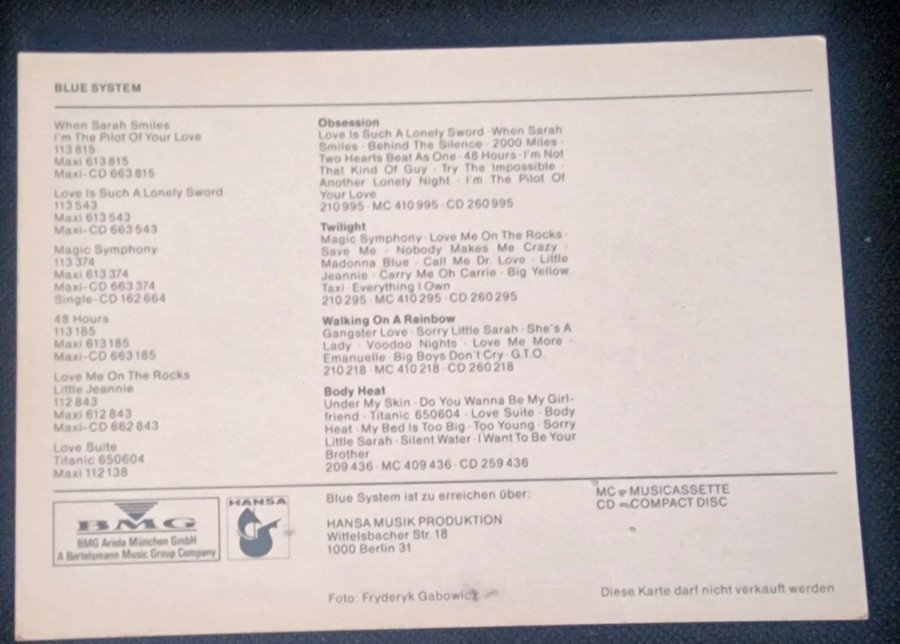 BLUE SYSTEM
When Sarah Smiles
I'm The Pilot Of Your Love
113 815
Maxi 613 815
Maxi-CD 663 815
Love Is Such A Lonely Sword
113 543
Maxi 613 543
Maxi-CD 663 543
Magic Symphony
113 374
Maxi 613 374
Maxi-CD 663 374
Single-CD 162 664
48 Hours
113 185
Maxi 613 185
Maxi-CD 663 185
Love Me On The Rocks
Little Jeannie
112 843
Maxi 612 843
Maxi-CD 662 843
Love Suite
Titanic 650604
Maxi 112 138
Obsession
Love Is Such A Lonely Sword · When Sarah
Smiles · Behind The Silence · 2000 Miles ·
Two Hearts Beat As One · 48 Hours · I'm Not
That Kind Of Guy · Try The Impossible ·
Another Lonely Night · I'm The Pilot Of
Your Love
210 995 · MC 410 995 · CD 260 995
Twilight
Magic Symphony · Love Me On The Rocks ·
Save Me · Nobody Makes Me Crazy ·
Madonna Blue · Call Me Dr. Love · Little
Jeannie · Carry Me Oh Carrie · Big Yellow
Taxi · Everything I Own
210 295 · MC 410 295 · CD 260 295
Walking On A Rainbow
Gangster Love · Sorry Little Sarah · She's A
Lady · Voodoo Nights · Love Me More ·
Emanuelle · Big Boys Don't Cry · G.T.O.
210 218 · MC 410 218 · CD 260 218
Body Heat
Under My Skin · Do You Wanna Be My Girl-
friend · Titanic 650604 · Love Suite · Body
Heat · My Bed Is Too Big · Too Young · Sorry
Little Sarah · Silent Water · I Want To Be Your
Brother
209 436 · MC 409 436 · CD 259 436
BMG
BMG Ariola München GmbH
A Bertelsmann Music Group Company
HANSA
Blue System ist zu erreichen über:
HANSA MUSIK PRODUKTION
Wittelsbacher Str. 18
1000 Berlin 31
MC = MUSICASSETTE
CD = COMPACT DISC
Foto: Fryderyk Gabowicz
Diese Karte darf nicht verkauft werden